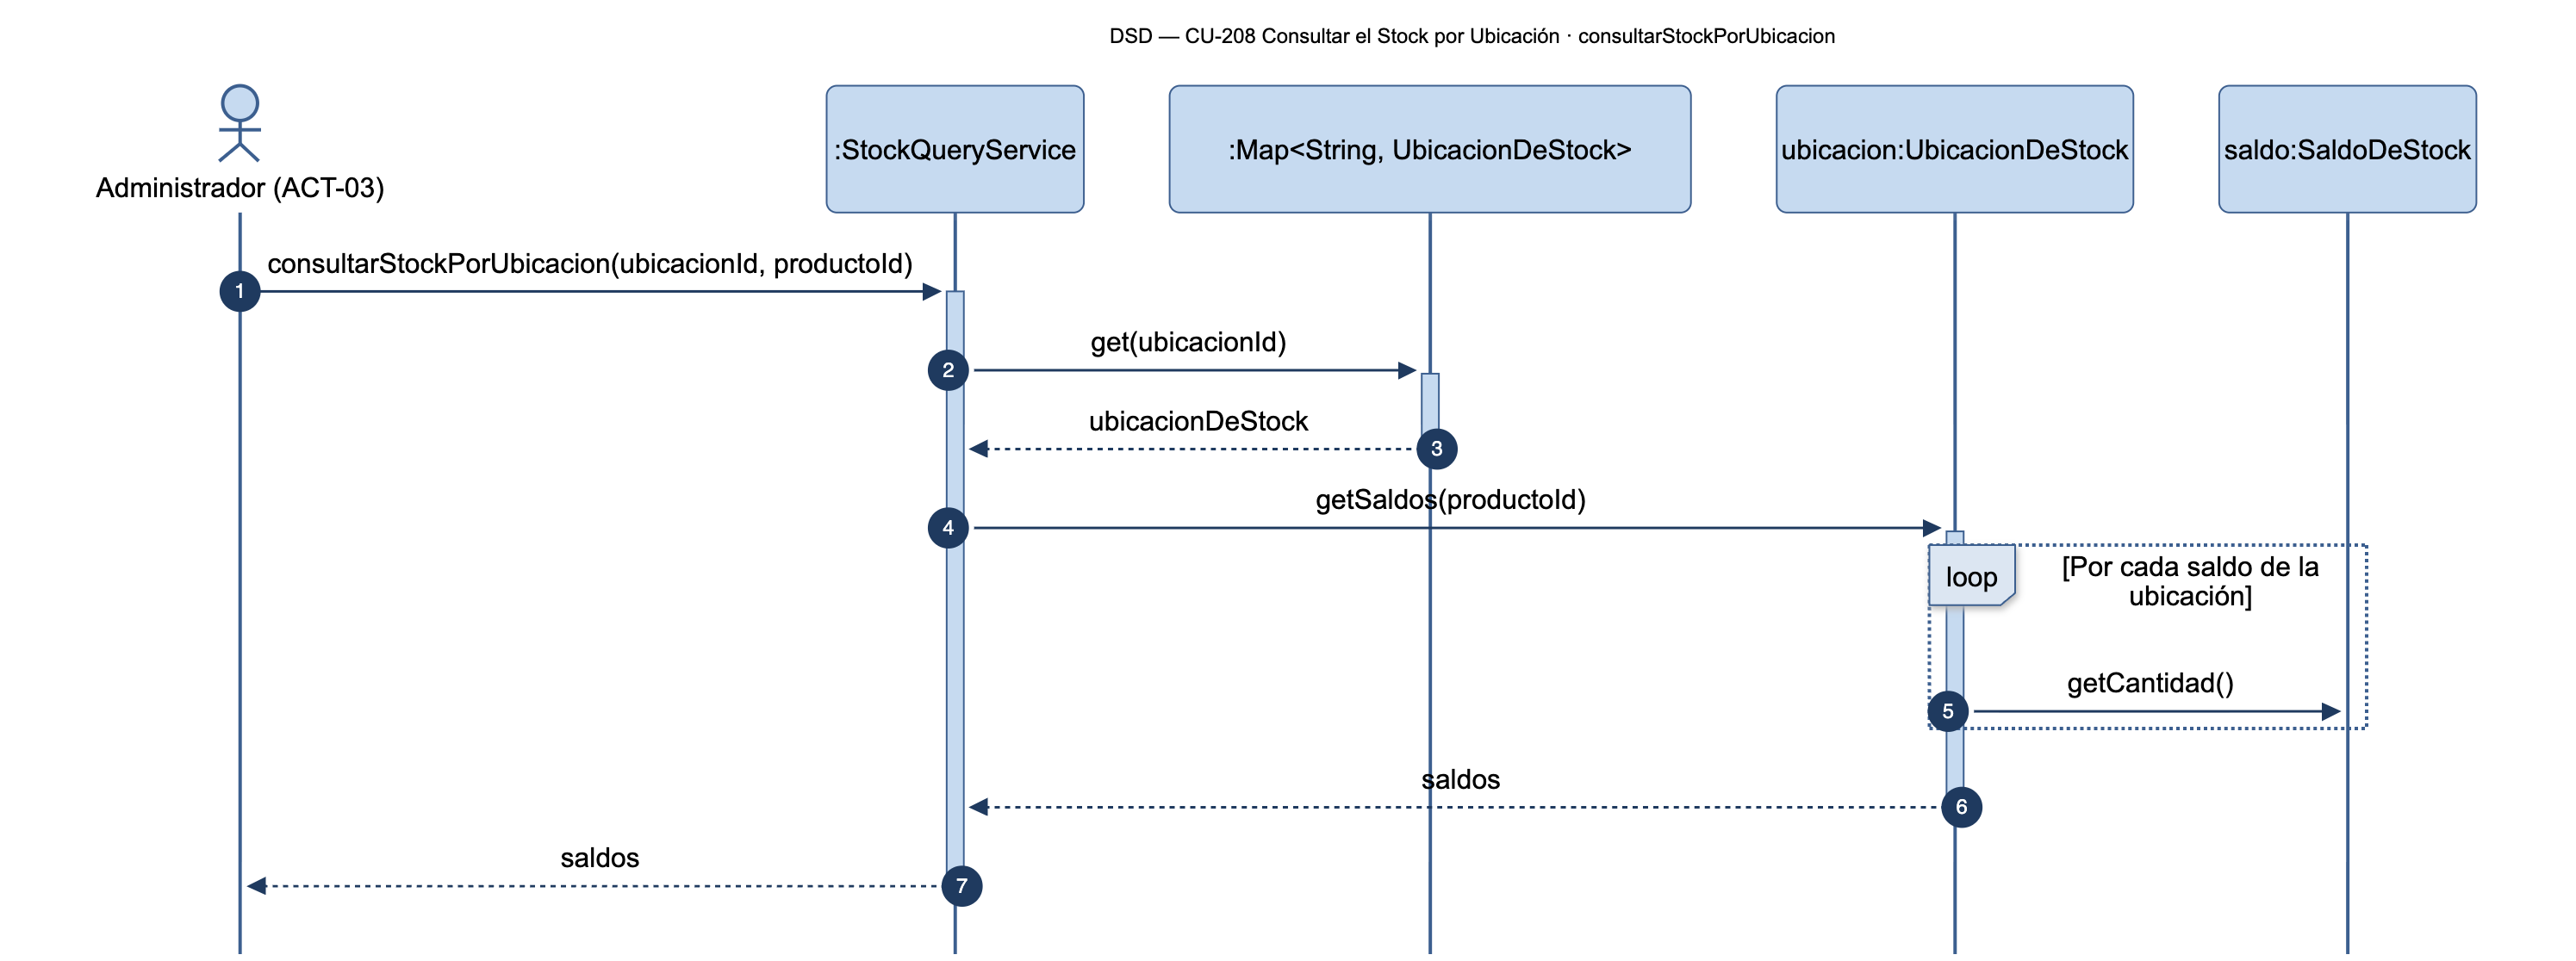 DSD — CU-208 Consultar el Stock por Ubicación · consultarStockPorUbicacion
Administrador (ACT-03)
:StockQueryService
:Map<String, UbicacionDeStock>
ubicacion:UbicacionDeStock
saldo:SaldoDeStock
consultarStockPorUbicacion(ubicacionId, productoId)
1
get(ubicacionId)
2
ubicacionDeStock
3
getSaldos(productoId)
4
loop
[Por cada saldo de la
ubicación]
getCantidad()
5
saldos
6
saldos
7